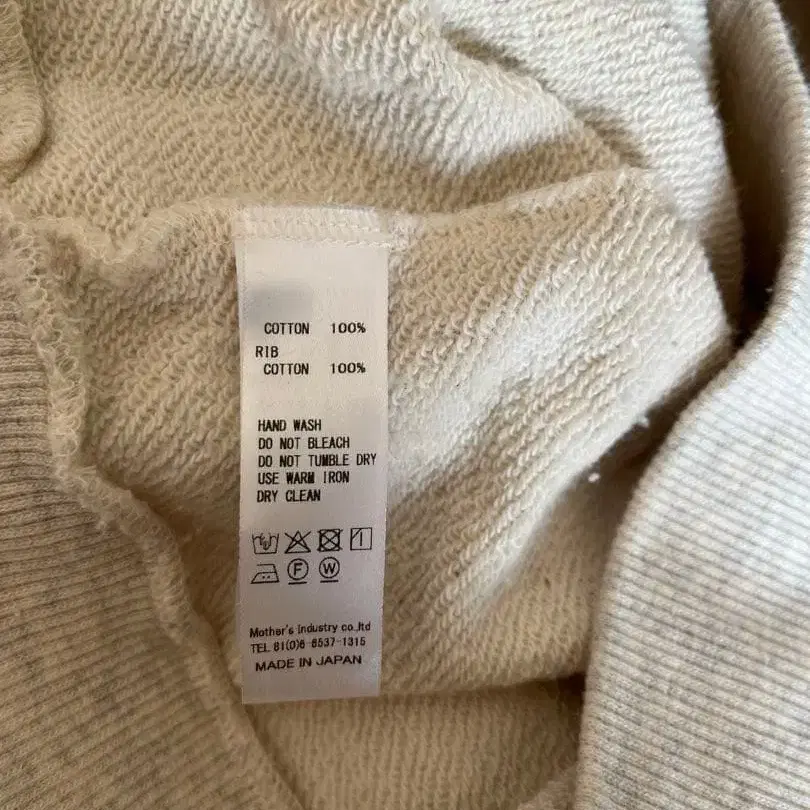 COTTON 100%
RIB
COTTON 100%
HAND WASH
DO NOT BLEACH
DO NOT TUMBLE DRY
USE WARM IRON
DRY CLEAN
F W
Mother's industry co.,ltd
TEL 81(0)6 6537-1315
MADE IN JAPAN